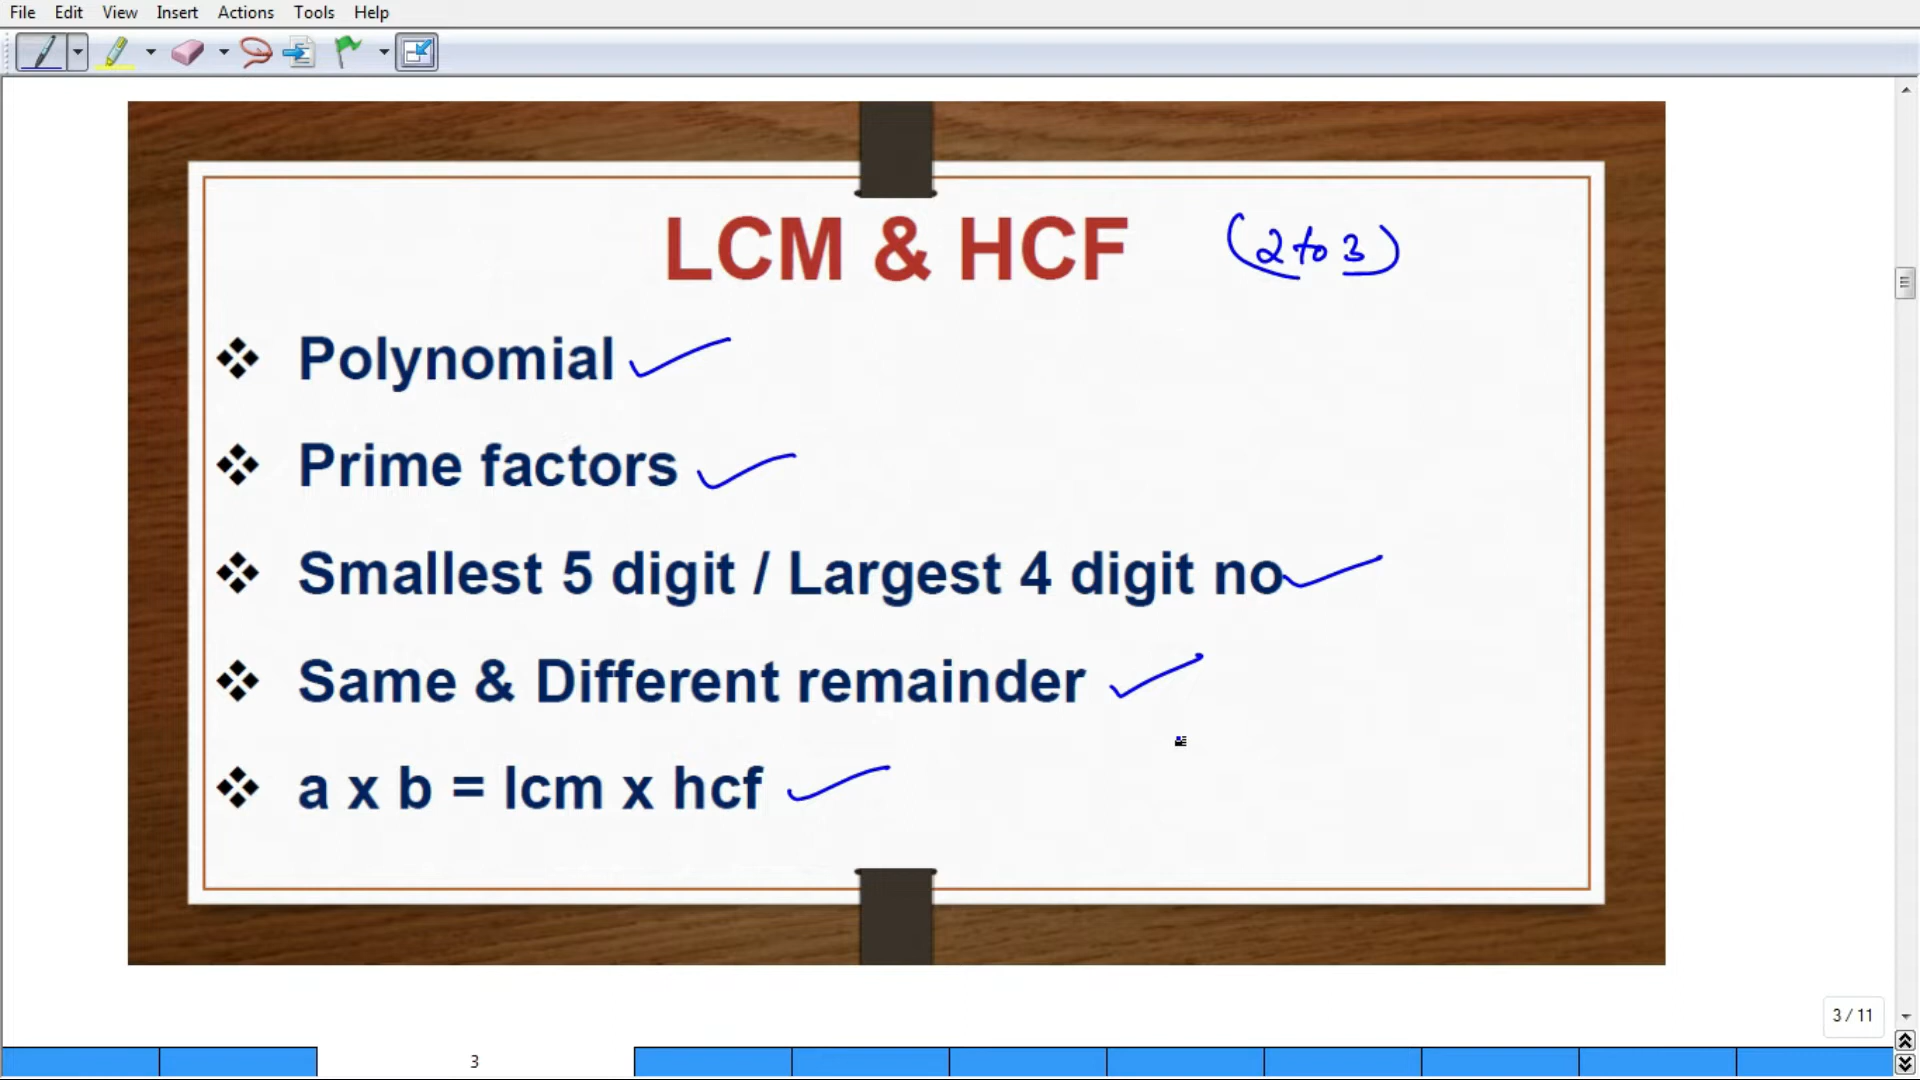 File Edit View Insert Actions Tools Help
LCM & HCF (2 to 3)
❖ Polynomial
❖ Prime factors
❖ Smallest 5 digit / Largest 4 digit no
❖ Same & Different remainder
❖ a x b = lcm x hcf
3 / 11
3